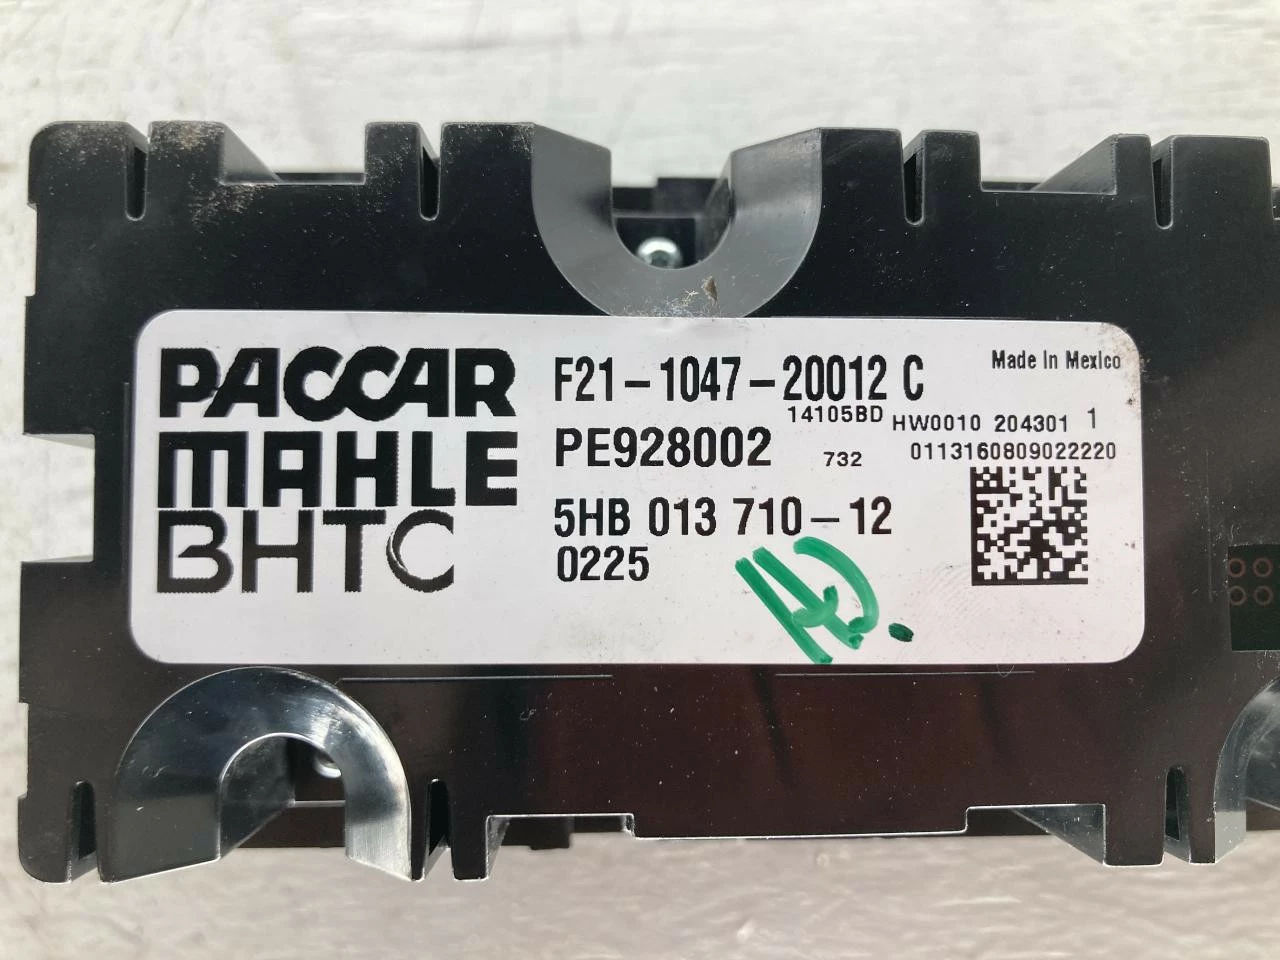 PACCAR
MAHLE
BHTC
F21-1047-20012 C
Made In Mexico
14105BD HW0010 204301 1
PE928002 732 0113160809022220
5HB 013 710-12
0225